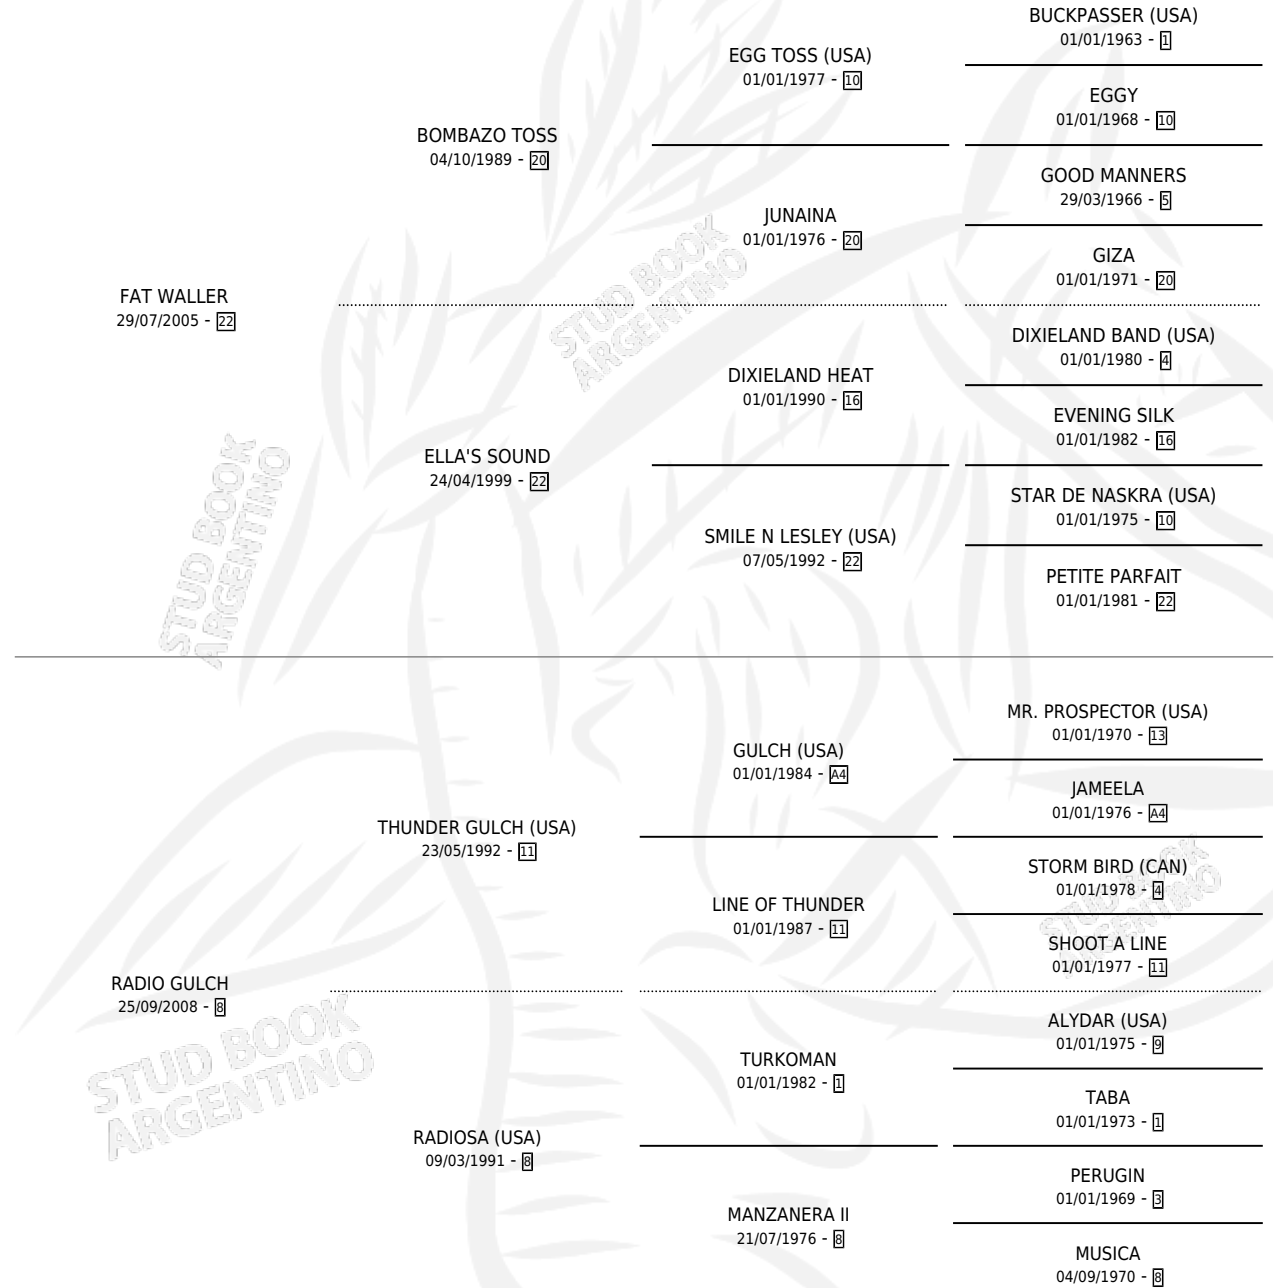 BUCKPASSER (USA)
01/01/1963 - 1
EGG TOSS (USA)
01/01/1977 - 10
EGGY
01/01/1968 - 10
BOMBAZO TOSS
04/10/1989 - 20
GOOD MANNERS
29/03/1966 - 5
JUNAINA
01/01/1976 - 20
GIZA
01/01/1971 - 20
FAT WALLER
29/07/2005 - 22
DIXIELAND BAND (USA)
01/01/1980 - 4
DIXIELAND HEAT
01/01/1990 - 16
EVENING SILK
01/01/1982 - 16
ELLA'S SOUND
24/04/1999 - 22
STAR DE NASKRA (USA)
01/01/1975 - 10
SMILE N LESLEY (USA)
07/05/1992 - 22
PETITE PARFAIT
01/01/1981 - 22
STUD BOOK
ARGENTINO
STUD BOOK
ARGENTINO
MR. PROSPECTOR (USA)
01/01/1970 - 13
GULCH (USA)
01/01/1984 - A4
JAMEELA
01/01/1976 - A4
THUNDER GULCH (USA)
23/05/1992 - 11
STORM BIRD (CAN)
01/01/1978 - 4
LINE OF THUNDER
01/01/1987 - 11
SHOOT A LINE
01/01/1977 - 11
RADIO GULCH
25/09/2008 - 8
ALYDAR (USA)
01/01/1975 - 9
TURKOMAN
01/01/1982 - 1
TABA
01/01/1973 - 1
RADIOSA (USA)
09/03/1991 - 8
PERUGIN
01/01/1969 - 3
MANZANERA II
21/07/1976 - 8
MUSICA
04/09/1970 - 8
STUD BOOK
ARGENTINO
STUD BOOK
ARGENTINO